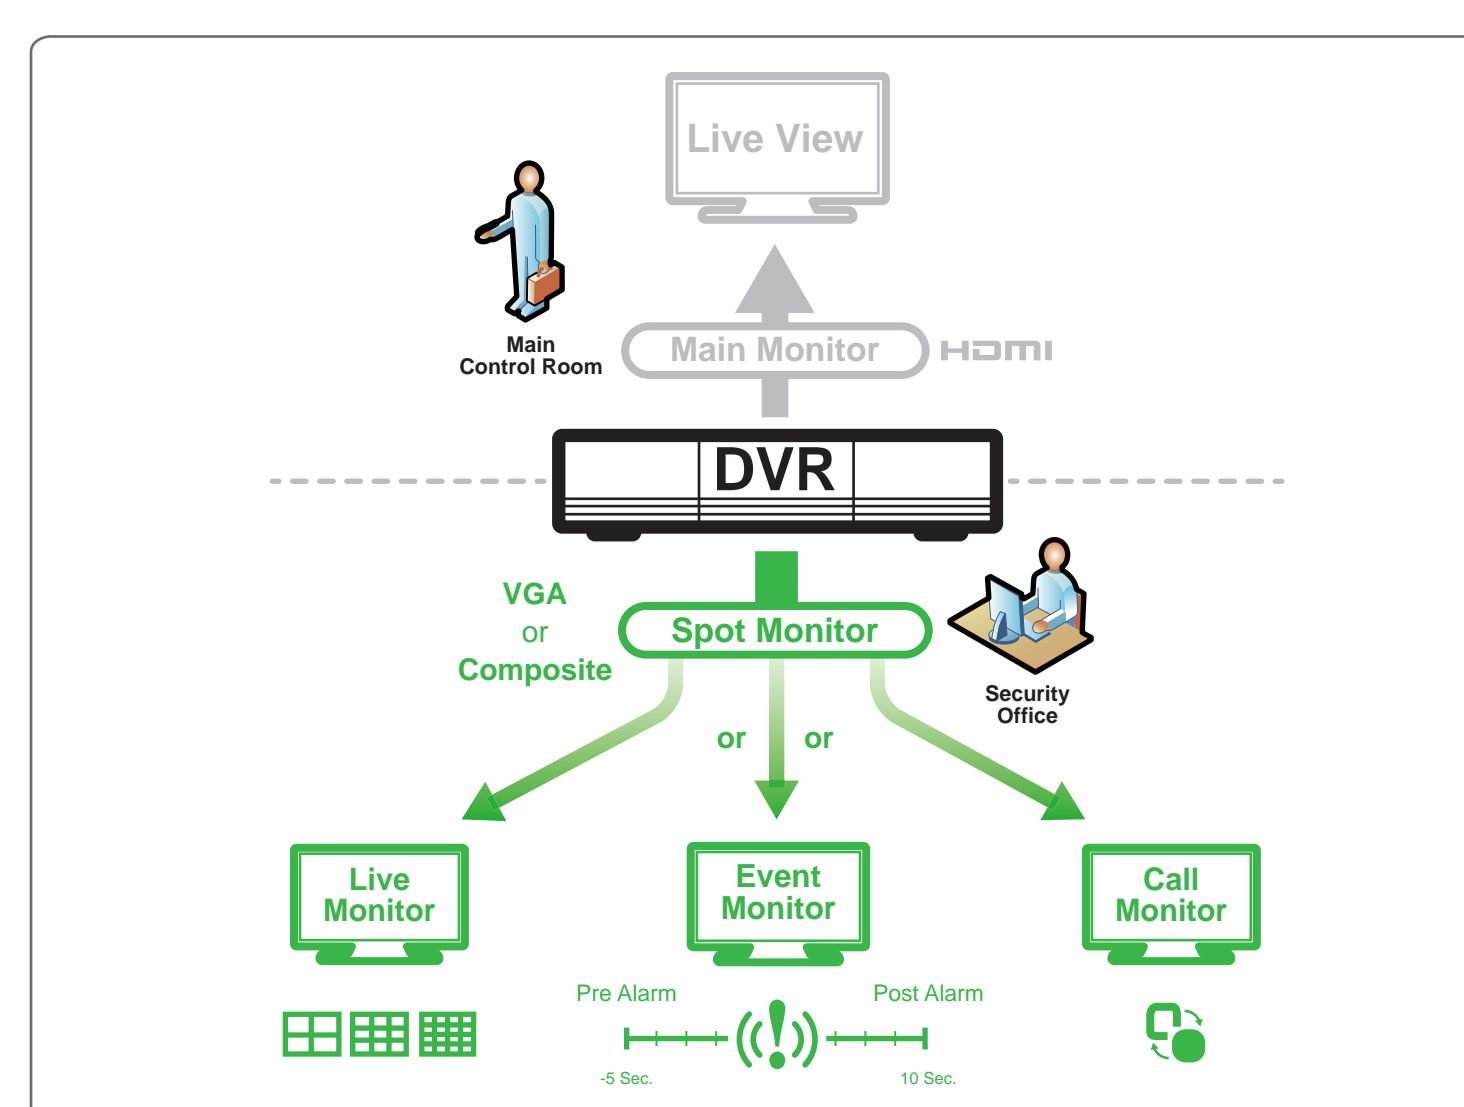 Live View
Main
Control Room
Main Monitor
HDMI
DVR
VGA
or
Composite
Spot Monitor
Security
Office
or
or
Live
Monitor
Event
Monitor
Call
Monitor
Pre Alarm
Post Alarm
-5 Sec.
10 Sec.